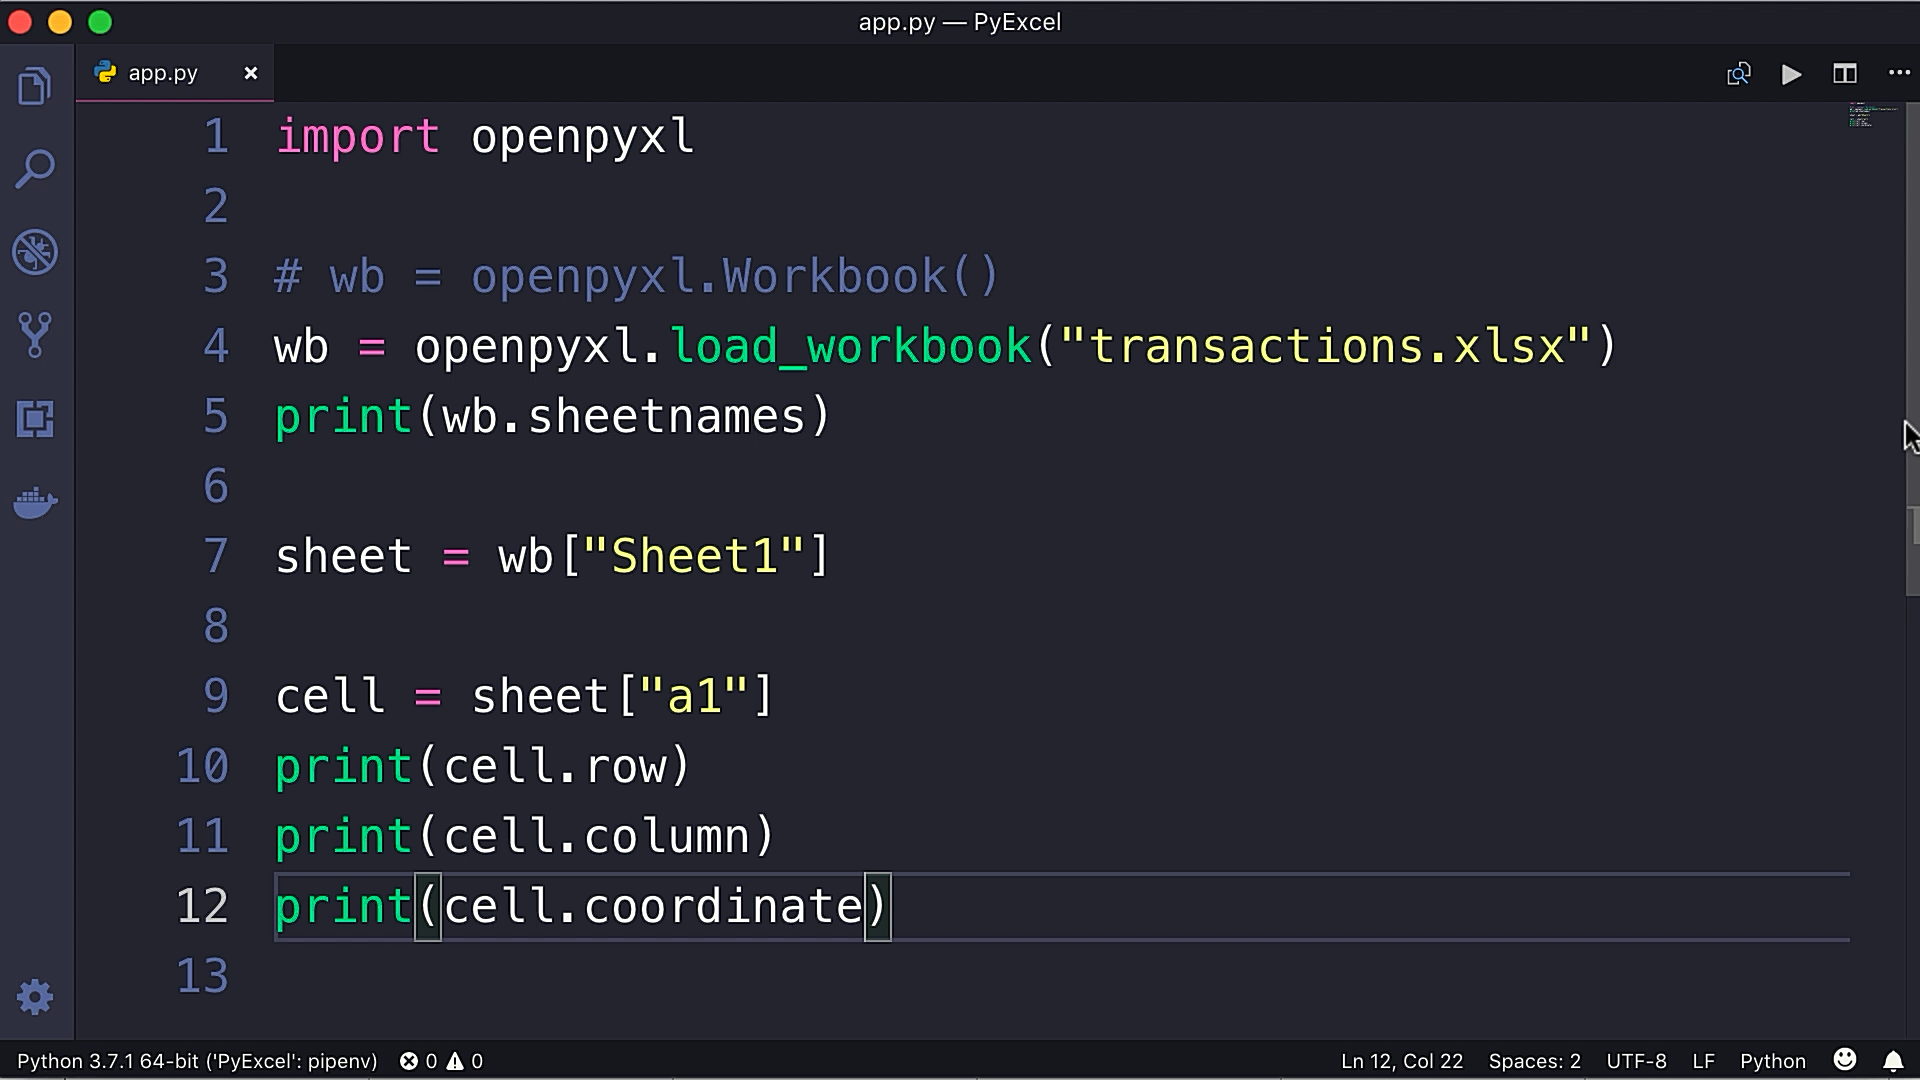 app.py — PyExcel
app.py
1 import openpyxl
2
3 # wb = openpyxl.Workbook()
4 wb = openpyxl.load_workbook("transactions.xlsx")
5 print(wb.sheetnames)
6
7 sheet = wb["Sheet1"]
8
9 cell = sheet["a1"]
10 print(cell.row)
11 print(cell.column)
12 print(cell.coordinate)
13
Python 3.7.1 64-bit ('PyExcel': pipenv) 0 0 Ln 12, Col 22 Spaces: 2 UTF-8 LF Python